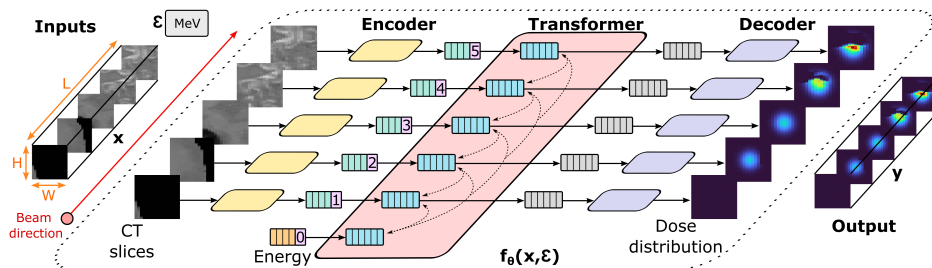 Inputs
ℰ MeV
Encoder
Transformer
Decoder
L
x
H
W
Beam
direction
CT
slices
5
4
3
2
1
0
Energy
f_θ(x,ℰ)
Dose
distribution
y
Output